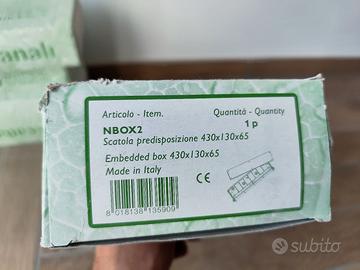 analì
Articolo - Item.
Quantità - Quantity
NBOX2
1 p
Scatola predisposizione 430x130x65
Embedded box 430x130x65
Made in Italy
CE
8 018138 135909
subito